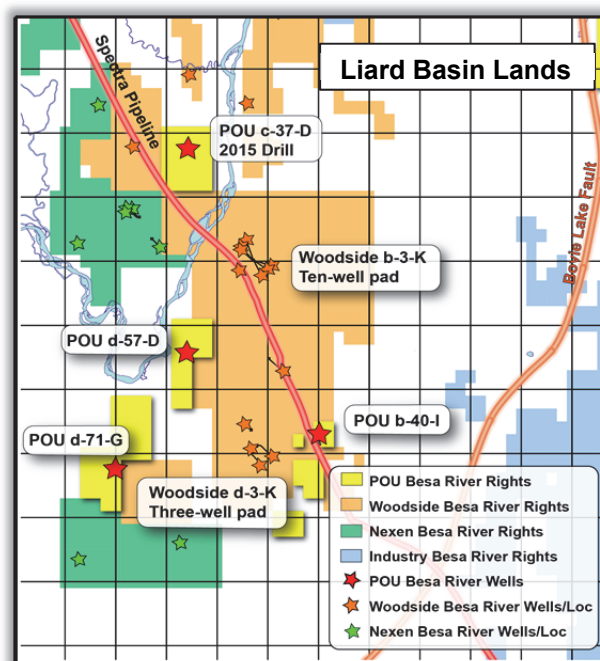 Liard Basin Lands
Spectra Pipeline
POU c-37-D
2015 Drill
Bovie Lake Fault
Woodside b-3-K
Ten-well pad
POU d-57-D
POU b-40-I
POU d-71-G
Woodside d-3-K
Three-well pad
POU Besa River Rights
Woodside Besa River Rights
Nexen Besa River Rights
Industry Besa River Rights
POU Besa River Wells
Woodside Besa River Wells/Loc
Nexen Besa River Wells/Loc